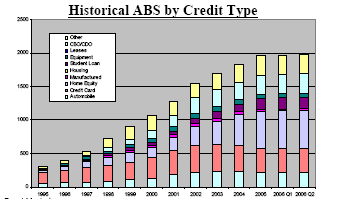 Historical ABS by Credit Type
2500
2000
1500
1000
500
0
Other
CBO/CDO
Leases
Equipment
Student Loan
Housing
Manufactured
Home Equity
Credit Card
Automobile
1995 1996 1997 1998 1999 2000 2001 2002 2003 2004 2005 2006 Q1 2006 Q2